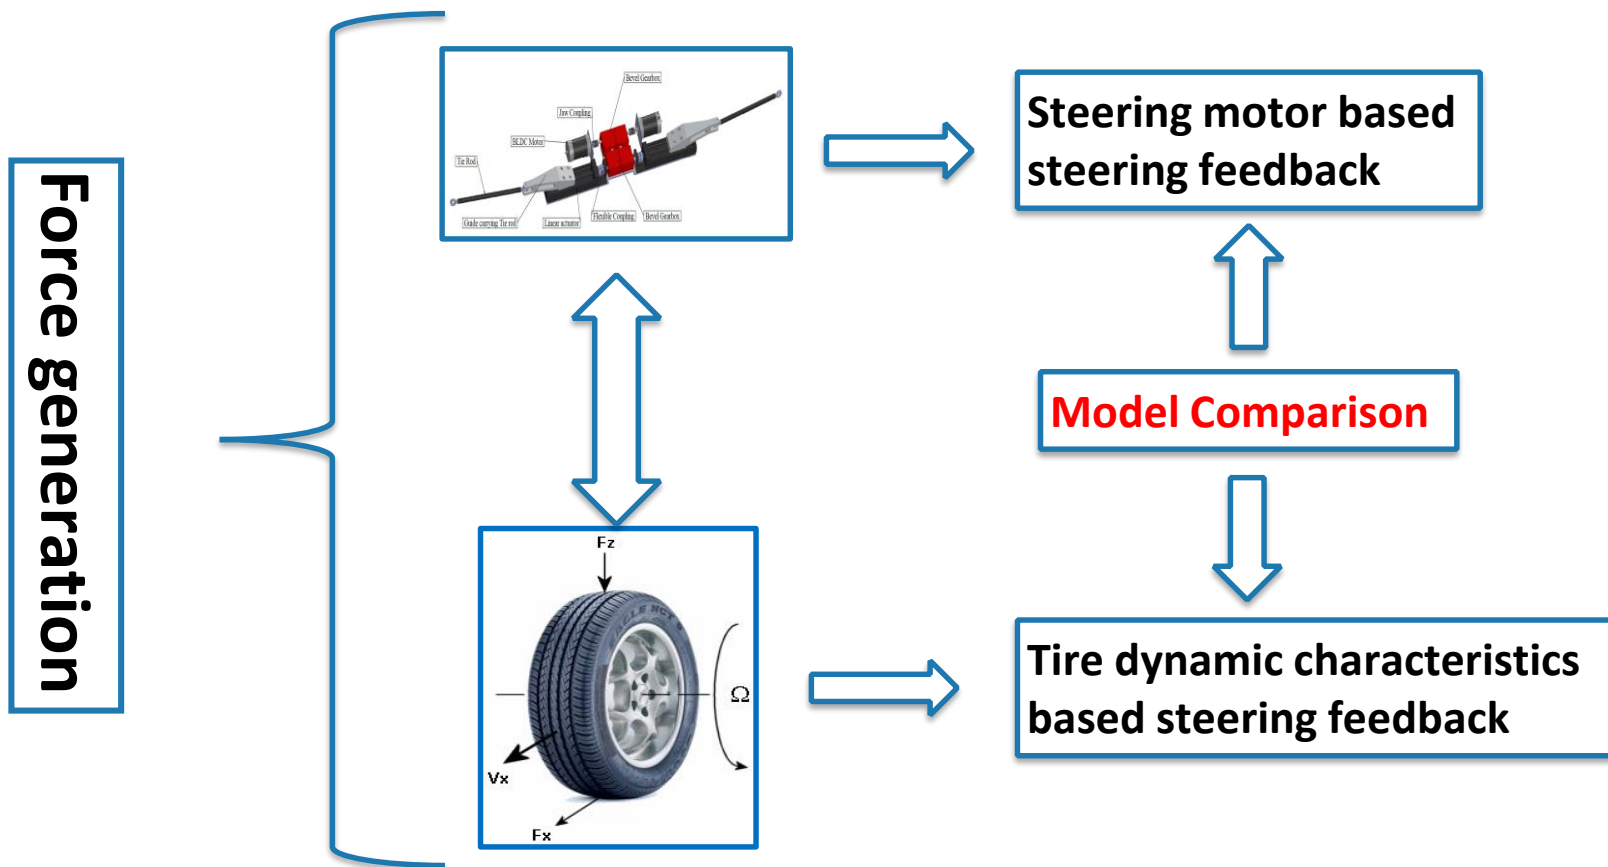 Force generation
Bevel Gearbox
Jaw Coupling
BLDC Motor
Tie Rod
Guide carrying Tie rod
Linear actuator
Flexible Coupling
Bevel Gearbox
Steering motor based
steering feedback
Model Comparison
Fz
Ω
Vx
Fx
Tire dynamic characteristics
based steering feedback